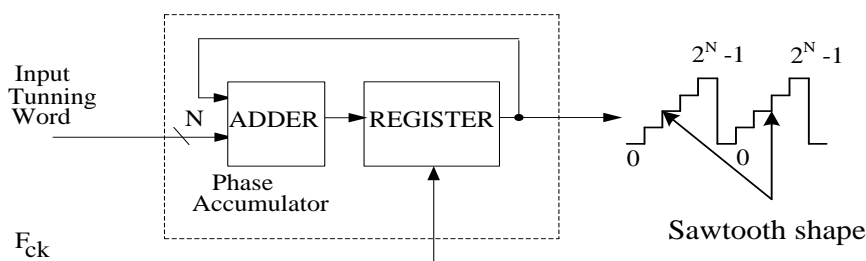 Input
Tunning
Word
N
ADDER
REGISTER
Phase
Accumulator
F_ck
2^N -1
2^N -1
0
0
Sawtooth shape